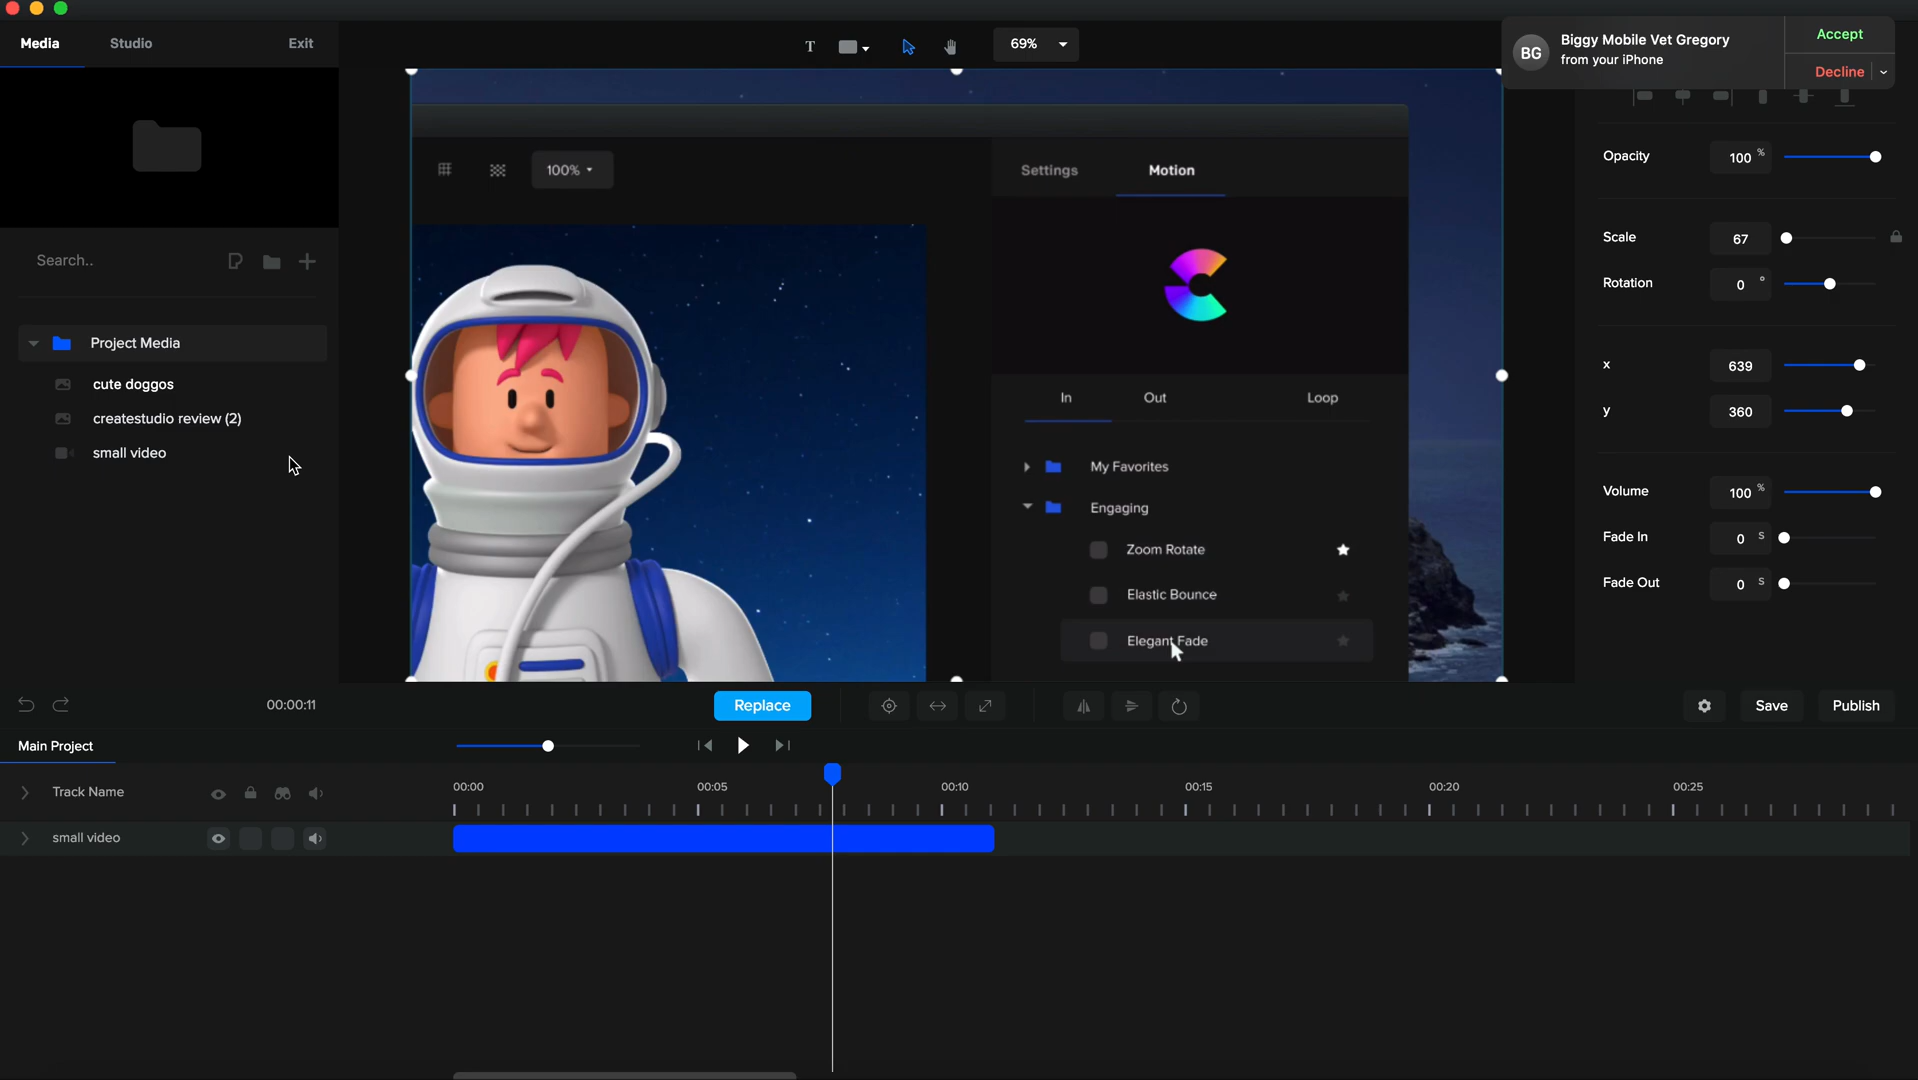 Media
Studio
Exit
T
69%
BG
Biggy Mobile Vet Gregory
from your iPhone
Accept
Decline
Search..
Project Media
cute doggos
createstudio review (2)
small video
100%
Settings
Motion
In
Out
Loop
My Favorites
Engaging
Zoom Rotate
Elastic Bounce
Elegant Fade
Opacity
100 %
Scale
67
Rotation
0 °
x
639
y
360
Volume
100 %
Fade In
0 s
Fade Out
0 s
00:00:11
Replace
Save
Publish
Main Project
Track Name
00:00
00:05
00:10
00:15
00:20
00:25
small video